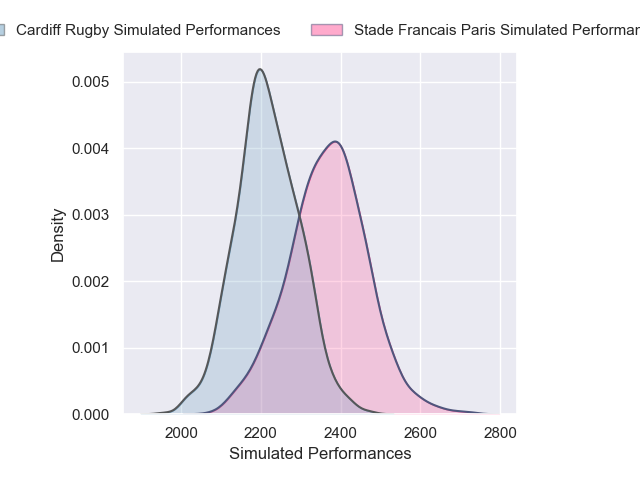 Cardiff Rugby Simulated Performances Stade Francais Paris Simulated
0.005
0.004
0.003
0.002
0.001
0.000
Density
2000 2200 2400 2600 2800
Simulated Performances